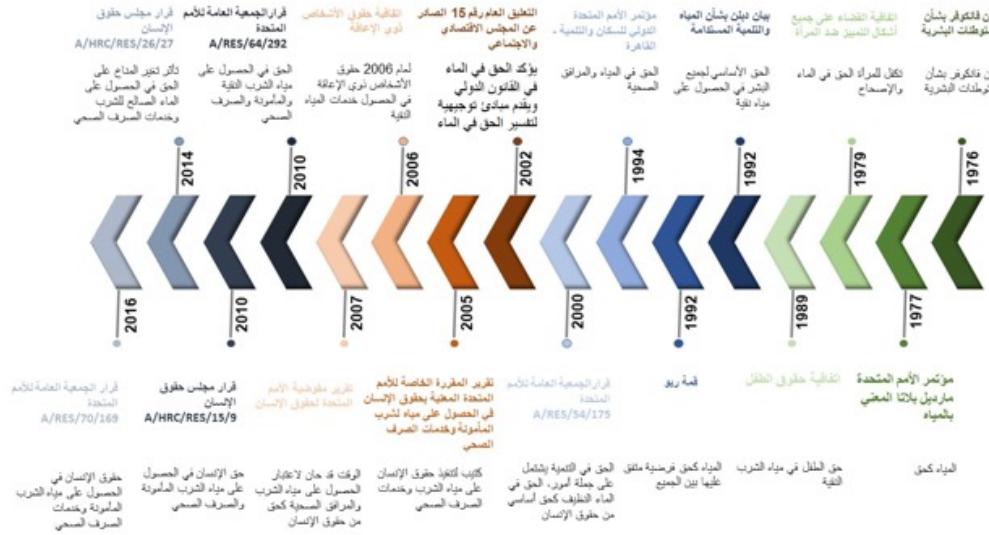 ن فانكوفر بشأن
توطنات البشرية
ن فانكوفر بشأن
توطنات البشرية
1976
اتفاقية القضاء على جميع
أشكال التمييز ضد المرأة
تكفل للمرأة الحق في الماء
والإصحاح
1979
بيان دبلن بشأن المياه
والتنمية المستدامة
الحق الأساسي لجميع
البشر في الحصول على
مياه نقية
1992
مؤتمر الأمم المتحدة
الدولي للسكان والتنمية -
القاهرة
الحق في المياه والمرافق
الصحية
1994
التعليق العام رقم 15 الصادر
عن المجلس الاقتصادي
والاجتماعي
يؤكد الحق في الماء
في القانون الدولي
ويقدم مبادئ توجيهية
لتفسير الحق في الماء
2002
اتفاقية حقوق الأشخاص
ذوي الإعاقة
لعام 2006 حقوق
الأشخاص ذوي الإعاقة
في الحصول خدمات المياه
النقية
2006
قرار الجمعية العامة للأمم
المتحدة
A/RES/64/292
الحق في الحصول على
مياه الشرب النقية
والمأمونة والصرف
الصحي
2010
قرار مجلس حقوق
الإنسان
A/HRC/RES/26/27
تأثر تغير المناخ على
الحق في الحصول على
الماء الصالح للشرب
وخدمات الصرف الصحي
2014
1977
مؤتمر الأمم المتحدة
مارديل بلاتا المعني
بالمياه
المياه كحق
1989
اتفاقية حقوق الطفل
حق الطفل في مياه الشرب
النقية
1992
قمة ريو
المياه كحق فرضية متفق
عليها بين الجميع
2000
قرار الجمعية العامة للأمم
المتحدة
A/RES/54/175
الحق في التنمية يشتمل
على جملة أمور، الحق في
الماء النظيف كحق أساسي
من حقوق الإنسان
2005
تقرير المقررة الخاصة للأمم
المتحدة المعنية بحقوق الإنسان
في الحصول على مياه لشرب
المأمونة وخدمات الصرف
الصحي
كتيب لتنفيذ حقوق الإنسان
على مياه الشرب وخدمات
الصرف الصحي
2007
تقرير مفوضية الأمم
المتحدة لحقوق الإنسان
الوقت قد حان لاعتبار
الحصول على مياه الشرب
والمرافق الصحية كحق
من حقوق الإنسان
2010
قرار مجلس حقوق
الإنسان
A/HRC/RES/15/9
حق الإنسان في الحصول
على مياه الشرب المأمونة
والصرف الصحي
2016
قرار الجمعية العامة للأمم
المتحدة
A/RES/70/169
حقوق الإنسان في
الحصول على مياه الشرب
المأمونة وخدمات
الصرف الصحي